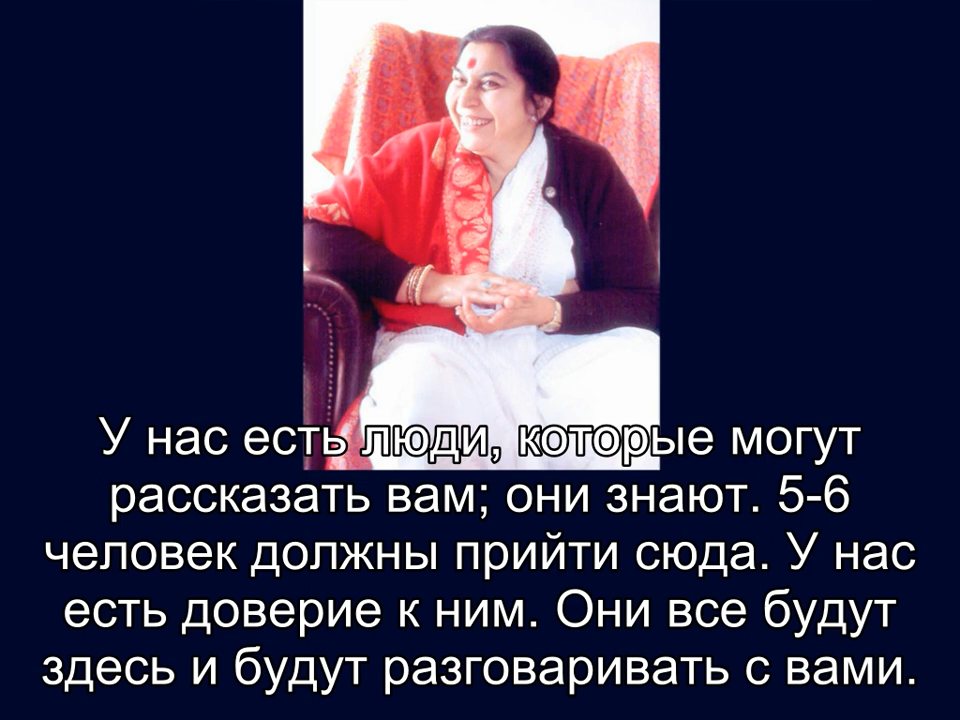 У нас есть люди, которые могут
рассказать вам; они знают. 5-6
человек должны прийти сюда. У нас
есть доверие к ним. Они все будут
здесь и будут разговаривать с вами.